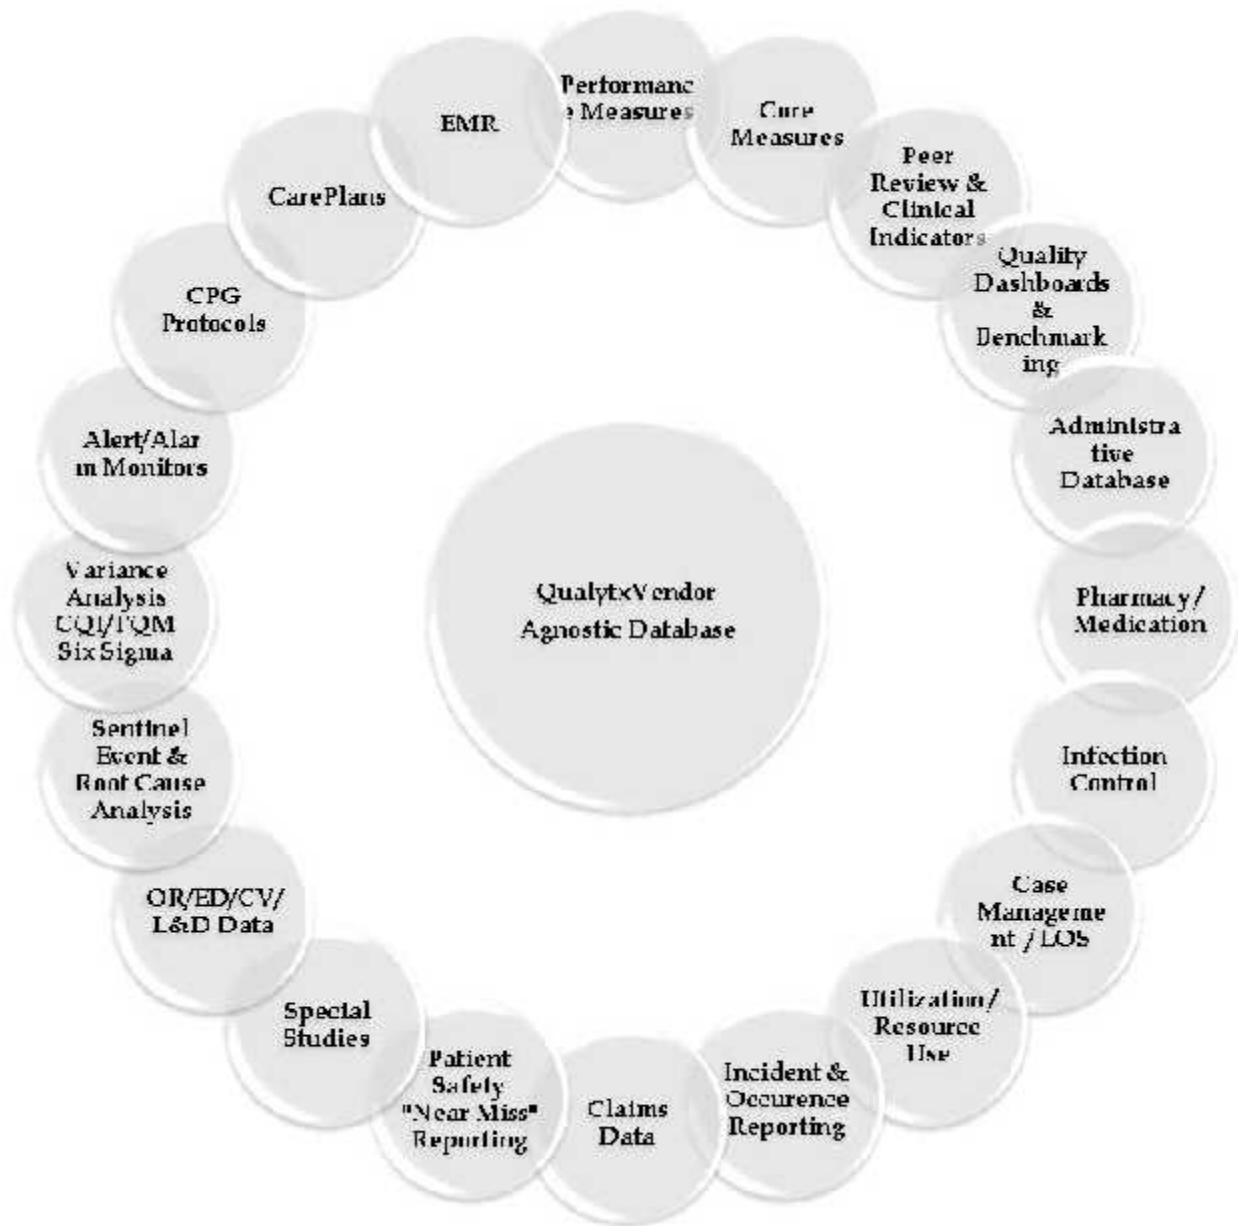 Performanc
e Measures
Core
Measures
Peer
Review &
Clinical
Indicators
Quality
Dashboards
&
Benchmark
ing
Administra
tive
Database
Pharmacy/
Medication
Infection
Control
Case
Manageme
nt / LOS
Utilization/
Resource
Use
Incident &
Occurence
Reporting
Claims
Data
Patient
Safety
"Near Miss"
Reporting
Special
Studies
OR/ED/CV/
L&D Data
Sentinel
Event &
Root Cause
Analysis
Variance
Analysis
CQI/TQM
Six Sigma
Alert/Alar
m Monitors
CPG
Protocols
CarePlans
EMR
QualytxVendor
Agnostic Database